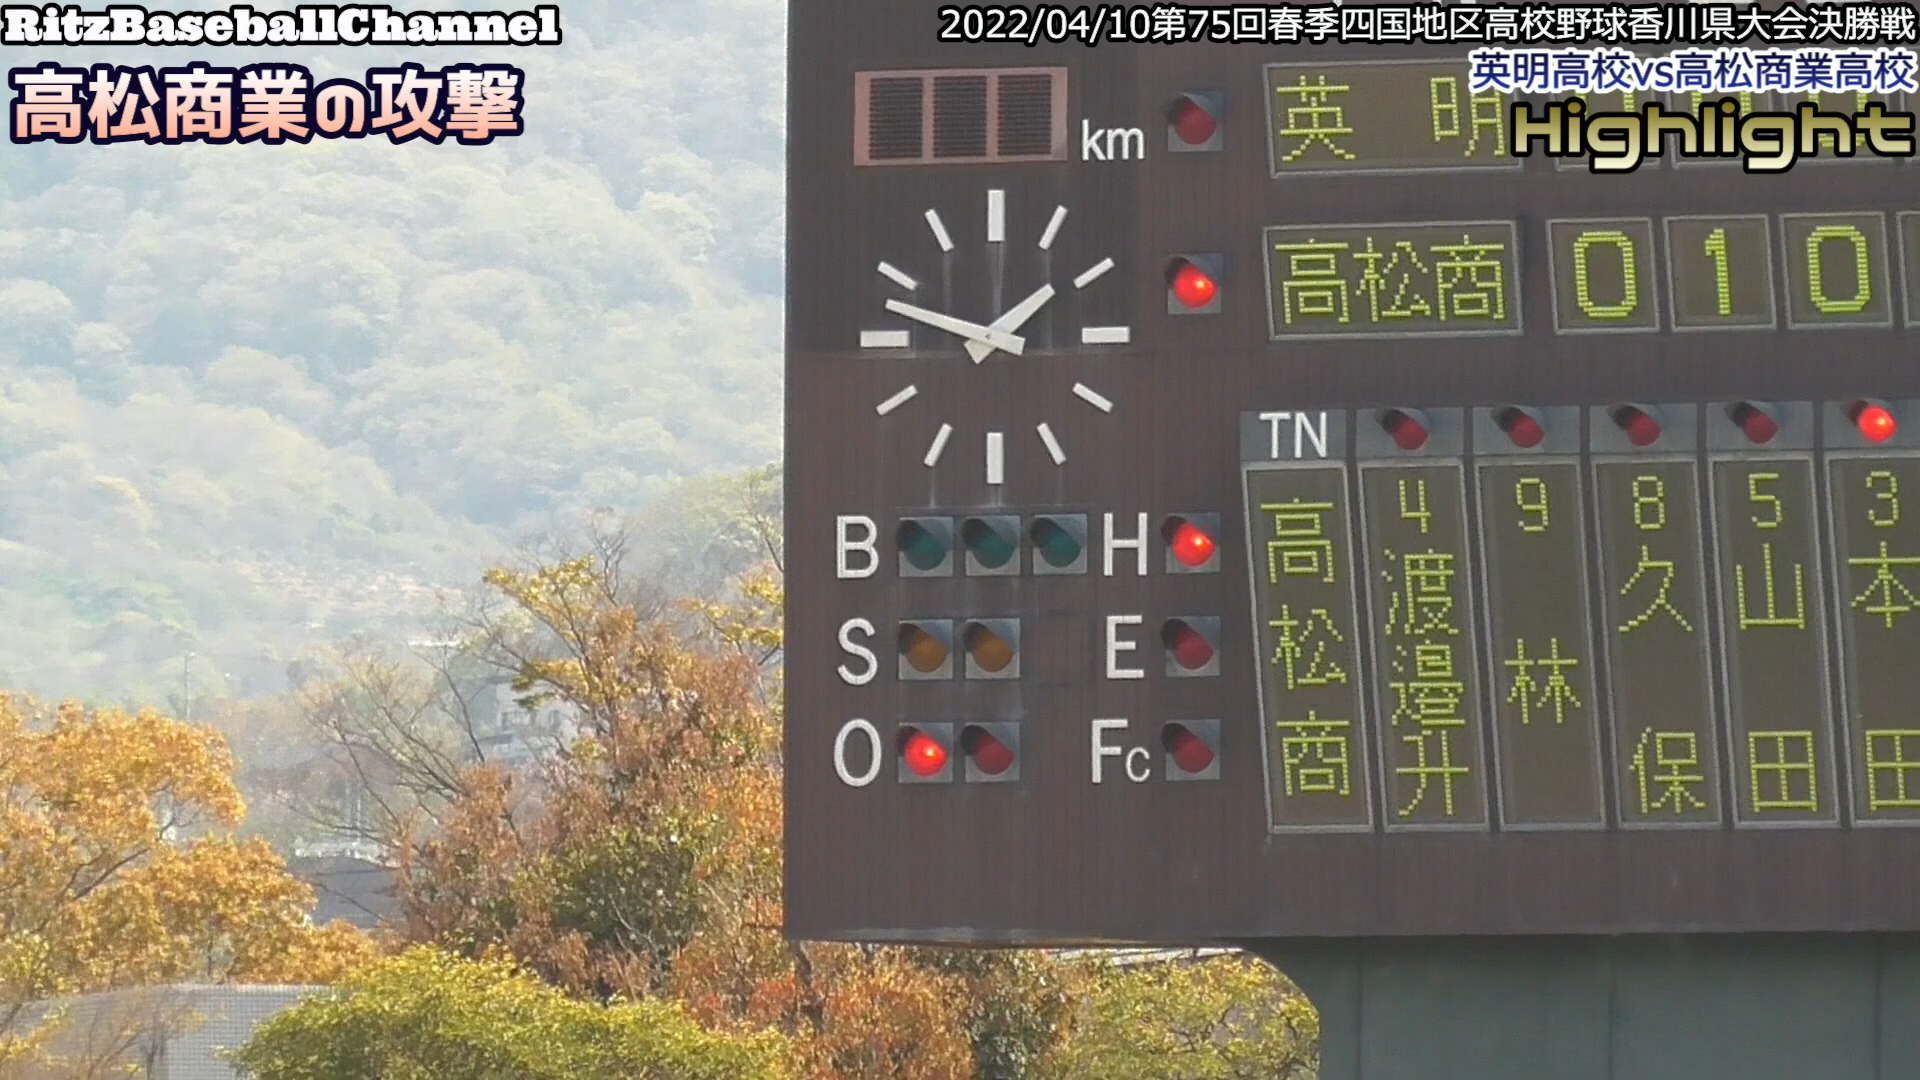 RitzBaseballChannel
高松商業の攻撃
2022/04/10第75回春季四国地区高校野球香川県大会決勝戦
英明高校vs高松商業高校
Highlight
km
英 明
高松商 0 1 0
TN
高松商
4 渡邉升
9 林
8 久保
5 山田
3 本田
B
S
O
H
E
Fc